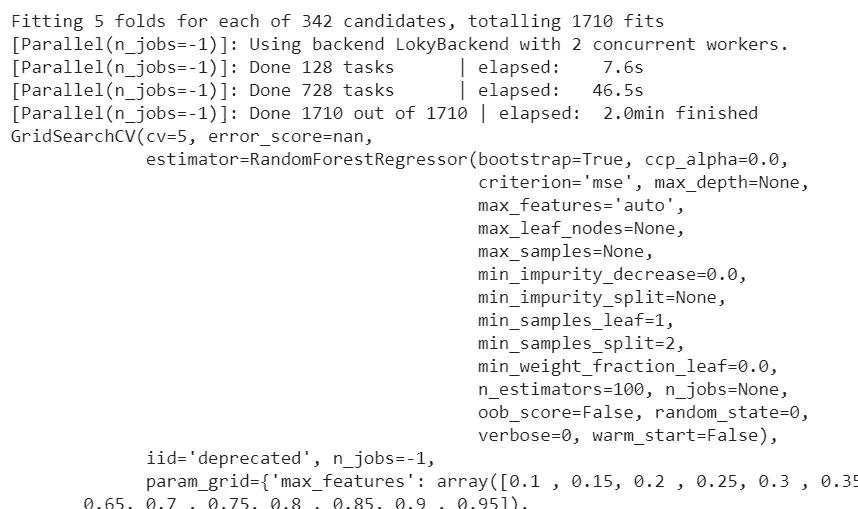 Fitting 5 folds for each of 342 candidates, totalling 1710 fits
[Parallel(n_jobs=-1)]: Using backend LokyBackend with 2 concurrent workers.
[Parallel(n_jobs=-1)]: Done 128 tasks      | elapsed:    7.6s
[Parallel(n_jobs=-1)]: Done 728 tasks      | elapsed:   46.5s
[Parallel(n_jobs=-1)]: Done 1710 out of 1710 | elapsed:  2.0min finished
GridSearchCV(cv=5, error_score=nan,
             estimator=RandomForestRegressor(bootstrap=True, ccp_alpha=0.0,
                                             criterion='mse', max_depth=None,
                                             max_features='auto',
                                             max_leaf_nodes=None,
                                             max_samples=None,
                                             min_impurity_decrease=0.0,
                                             min_impurity_split=None,
                                             min_samples_leaf=1,
                                             min_samples_split=2,
                                             min_weight_fraction_leaf=0.0,
                                             n_estimators=100, n_jobs=None,
                                             oob_score=False, random_state=0,
                                             verbose=0, warm_start=False),
             iid='deprecated', n_jobs=-1,
             param_grid={'max_features': array([0.1 , 0.15, 0.2 , 0.25, 0.3 , 0.35
       0.65, 0.7 , 0.75, 0.8 , 0.85, 0.9 , 0.95]),